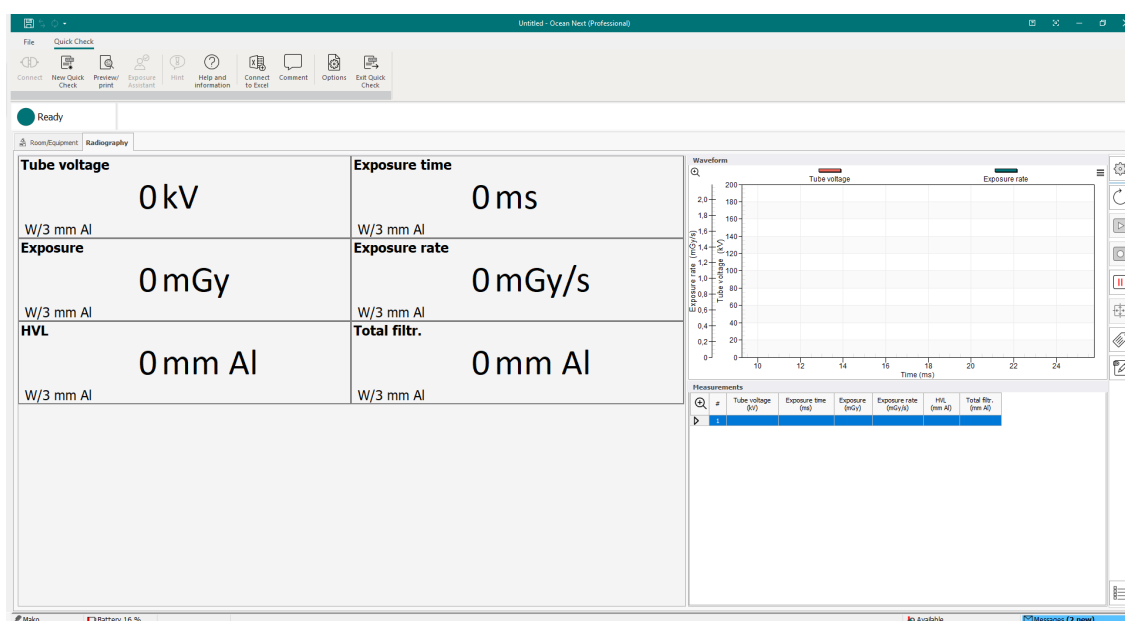 Untitled - Ocean Next (Professional)
File Quick Check
Connect New Quick Check Preview/ print Exposure Assistant Hint Help and information Connect to Excel Comment Options Exit Quick Check
Ready
Room/Equipment Radiography
Tube voltage
0 kV
W/3 mm Al
Exposure time
0 ms
W/3 mm Al
Exposure
0 mGy
W/3 mm Al
Exposure rate
0 mGy/s
W/3 mm Al
HVL
0 mm Al
W/3 mm Al
Total filtr.
0 mm Al
W/3 mm Al
Waveform
Tube voltage Exposure rate
Exposure rate (mGy/s)
2,0
1,8
1,6
1,4
1,2
1,0
0,8
0,6
0,4
0,2
0
Tube voltage (kV)
200
180
160
140
120
100
80
60
40
20
0
10 12 14 16 18 20 22 24
Time (ms)
Measurements
# Tube voltage (kV) Exposure time (ms) Exposure (mGy) Exposure rate (mGy/s) HVL (mm Al) Total filtr. (mm Al)
1
Mako Battery 16 % Available Messages (2 new)